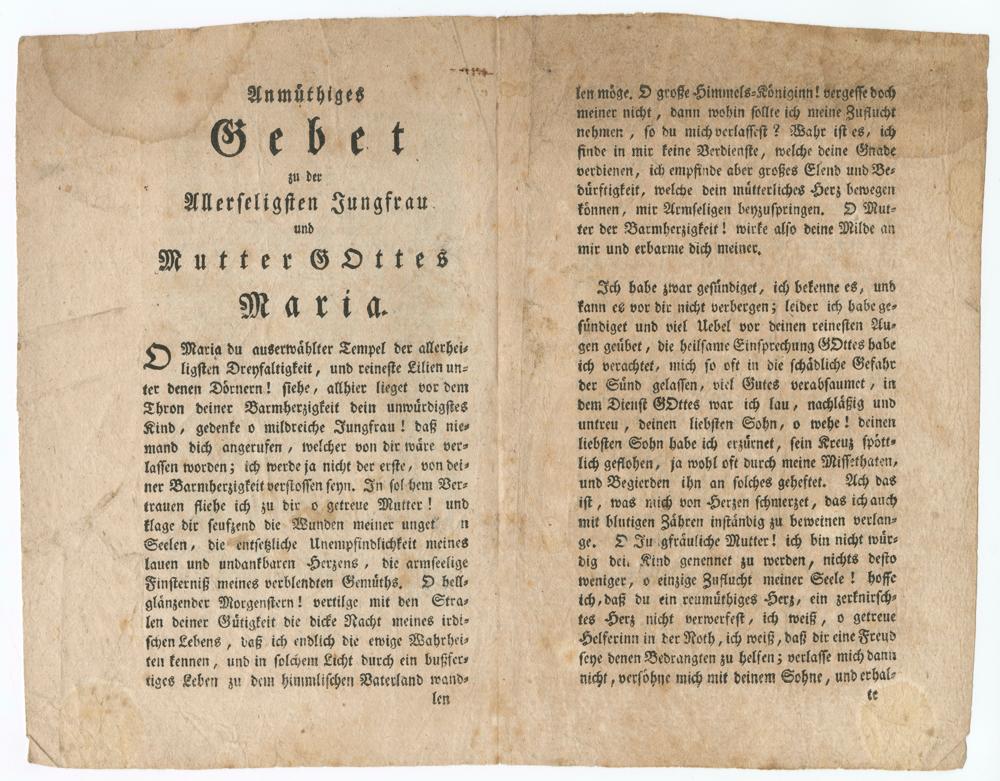 Anmüthiges
Gebet
zu der
Allerseligsten Jungfrau
und
Mutter GOttes
Maria.
O Maria du auserwählter Tempel der allerhei-
ligsten Dreyfaltigkeit, und reineste Lilien un-
ter denen Dörnern! siehe, allhier lieget vor dem
Thron deiner Barmherzigkeit dein unwürdigstes
Kind, gedenke o mildreiche Jungfrau! daß nie-
mand dich angerufen, welcher von dir wäre ver-
lassen worden; ich werde ja nicht der erste, von dei-
ner Barmherzigkeit verstossen seyn. In sol hem Ver-
trauen fliehe ich zu dir o getreue Mutter! und
klage dir seufzend die Wunden meiner unget n
Seelen, die entsetzliche Unempfindlichkeit meines
lauen und undankbaren Herzens, die armseelige
Finsterniß meines verblendten Gemüths. O hell-
glänzender Morgenstern! vertilge mit den Stra-
len deiner Gütigkeit die dicke Nacht meines irdi-
schen Lebens, daß ich endlich die ewige Wahrhei-
ten kennen, und in solchem Licht durch ein bußfer-
tiges Leben zu dem himmlischen Vaterland wand-
len
len möge. O große Himmels-Königinn! vergesse doch
meiner nicht, dann wohin sollte ich meine Zuflucht
nehmen, so du mich verlassest? Wahr ist es, ich
finde in mir keine Verdienste, welche deine Gnade
verdienen, ich empfinde aber großes Elend und Be-
dürftigkeit, welche dein mütterliches Herz bewegen
können, mir Armseligen beyzuspringen. O Mut-
ter der Barmherzigkeit! wirke also deine Milde an
mir und erbarme dich meiner.
Ich habe zwar gesündiget, ich bekenne es, und
kann es vor dir nicht verbergen; leider ich habe ge-
sündiget und viel Uebel vor deinen reinesten Au-
gen geübet, die heilsame Einsprechung GOttes habe
ich verachtet, mich so oft in die schädliche Gefahr
der Sünd gelassen, viel Gutes verabsaumet, in
dem Dienst GOttes war ich lau, nachläßig und
untreu, deinen liebsten Sohn, o wehe! deinen
liebsten Sohn habe ich erzürnet, sein Kreuz spött-
lich geflohen, ja wohl oft durch meine Missethaten,
und Begierden ihn an solches geheftet. Ach das
ist, was mich von Herzen schmerzet, das ich auch
mit blutigen Zähren inständig zu beweinen verlan-
ge. O Ju gfräuliche Mutter! ich bin nicht wür-
dig dei. Kind genennet zu werden, nichts desto
weniger, o einzige Zuflucht meiner Seele! hoffe
ich, daß du ein reumüthiges Herz, ein zerknirsch-
tes Herz nicht verwerfest, ich weiß, o getreue
Helferinn in der Noth, ich weiß, daß dir eine Freud
seye denen Bedrangten zu helfen; verlasse mich dann
nicht, versöhne mich mit deinem Sohne, und erhal-
te